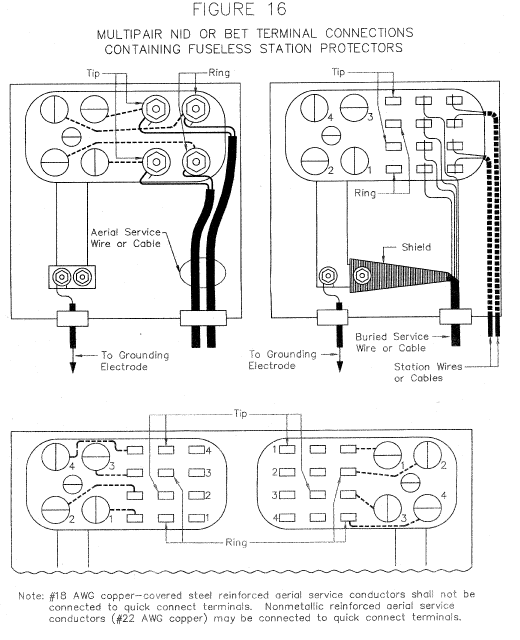 FIGURE 16
MULTIPAIR NID OR BET TERMINAL CONNECTIONS
CONTAINING FUSELESS STATION PROTECTORS
Tip
Ring
Tip
4
3
2
1
Ring
Aerial Service
Wire or Cable
Shield
To Grounding
Electrode
To Grounding
Electrode
Buried Service
Wire or Cable
Station Wires
or Cables
Tip
4
3
2
1
4
3
2
1
1
2
3
4
1
2
3
4
Ring
Note: #18 AWG copper-covered steel reinforced aerial service conductors shall not be
connected to quick connect terminals. Nonmetallic reinforced aerial service
conductors (#22 AWG copper) may be connected to quick connect terminals.